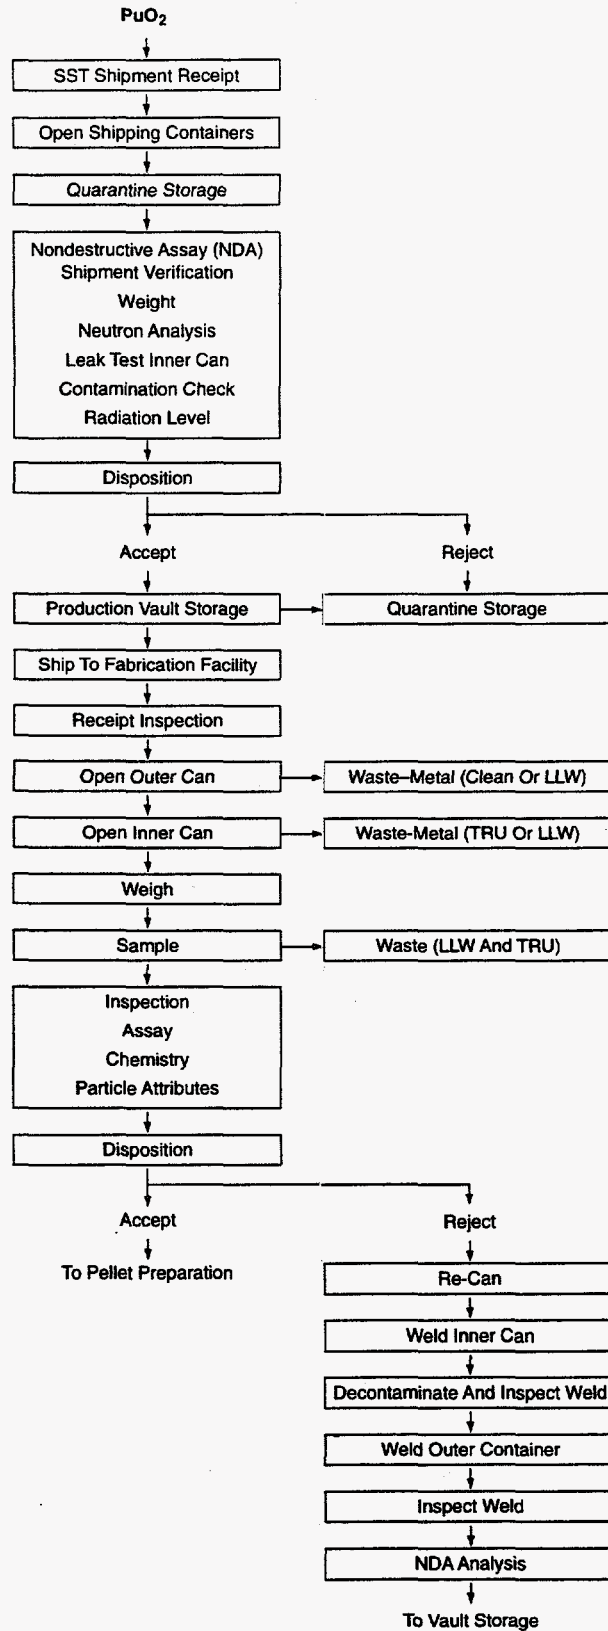 PuO2
SST Shipment Receipt
Open Shipping Containers
Quarantine Storage
Nondestructive Assay (NDA)
Shipment Verification
Weight
Neutron Analysis
Leak Test Inner Can
Contamination Check
Radiation Level
Disposition
Accept
Reject
Production Vault Storage
Quarantine Storage
Ship To Fabrication Facility
Receipt Inspection
Open Outer Can
Waste–Metal (Clean Or LLW)
Open Inner Can
Waste-Metal (TRU Or LLW)
Weigh
Sample
Waste (LLW And TRU)
Inspection
Assay
Chemistry
Particle Attributes
Disposition
Accept
Reject
To Pellet Preparation
Re-Can
Weld Inner Can
Decontaminate And Inspect Weld
Weld Outer Container
Inspect Weld
NDA Analysis
To Vault Storage